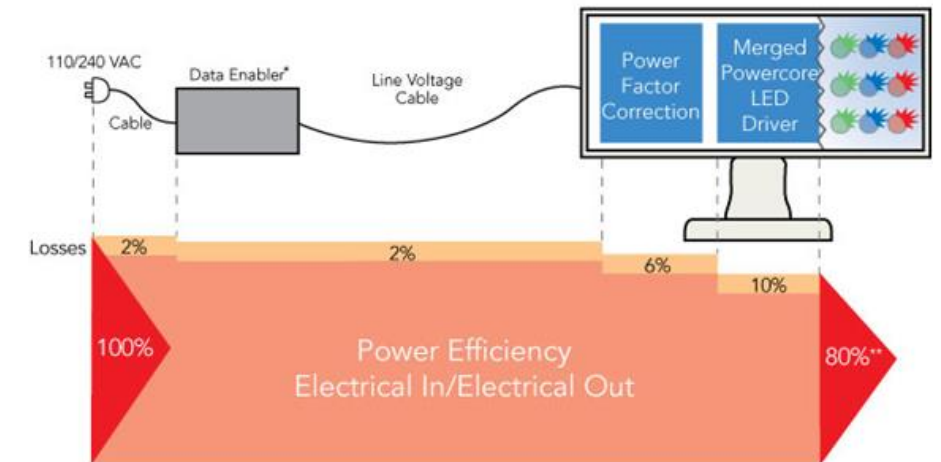 110/240 VAC
Cable
Data Enabler*
Line Voltage
Cable
Power
Factor
Correction
Merged
Powercore
LED
Driver
Losses
2%
2%
6%
10%
100%
Power Efficiency
Electrical In/Electrical Out
80%**